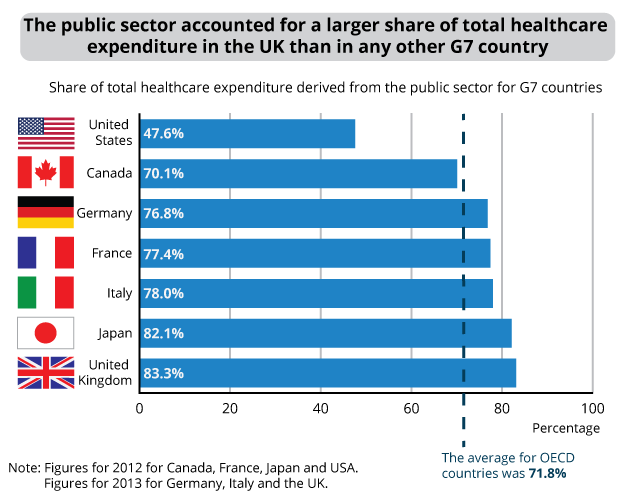 The public sector accounted for a larger share of total healthcare
expenditure in the UK than in any other G7 country
Share of total healthcare expenditure derived from the public sector for G7 countries
United
States
47.6%
Canada
70.1%
Germany
76.8%
France
77.4%
Italy
78.0%
Japan
82.1%
United
Kingdom
83.3%
0 20 40 60 80 100
Percentage
The average for OECD
countries was 71.8%
Note: Figures for 2012 for Canada, France, Japan and USA.
Figures for 2013 for Germany, Italy and the UK.